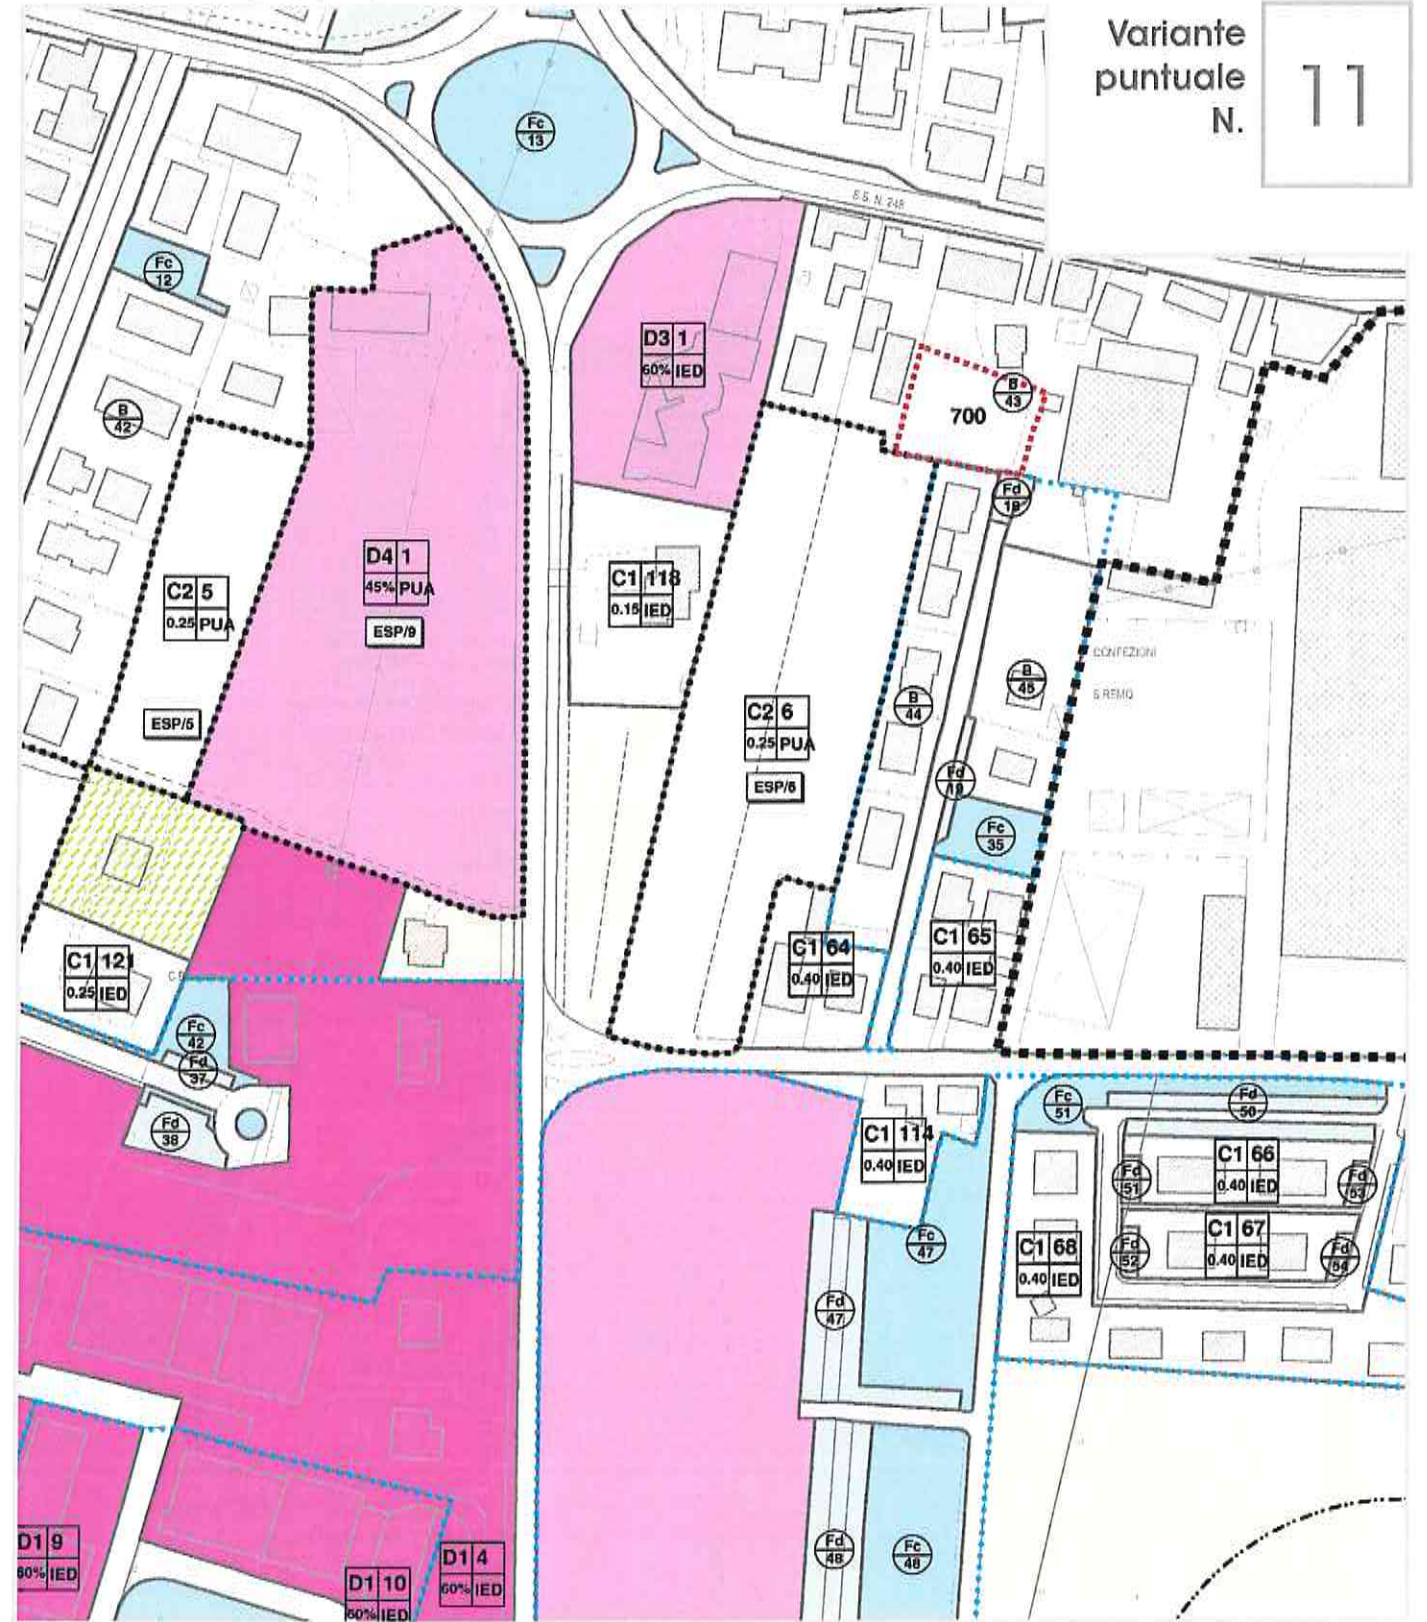 Variante
puntuale
N.
11
Fc
13
S.S. N. 248
Fc
12
D3 1
60% IED
B
43
700
B
42
Fd
18
D4 1
45% PUA
ESP/9
C2 5
0.25 PUA
C1 118
0.15 IED
CONFEZIONI
S.REMO
B
45
B
44
C2 6
0.25 PUA
ESP/6
ESP/5
Fd
19
Fc
35
C1 64
0.40 IED
C1 65
0.40 IED
C1 121
0.25 IED
Fc
42
Fd
37
Fd
38
Fc
51
Fd
50
C1 114
0.40 IED
C1 66
0.40 IED
Fd
51
Fd
53
C1 67
0.40 IED
Fc
47
C1 68
0.40 IED
Fd
52
Fd
54
Fd
47
D1 9
60% IED
D1 4
60% IED
D1 10
60% IED
Fd
48
Fc
48